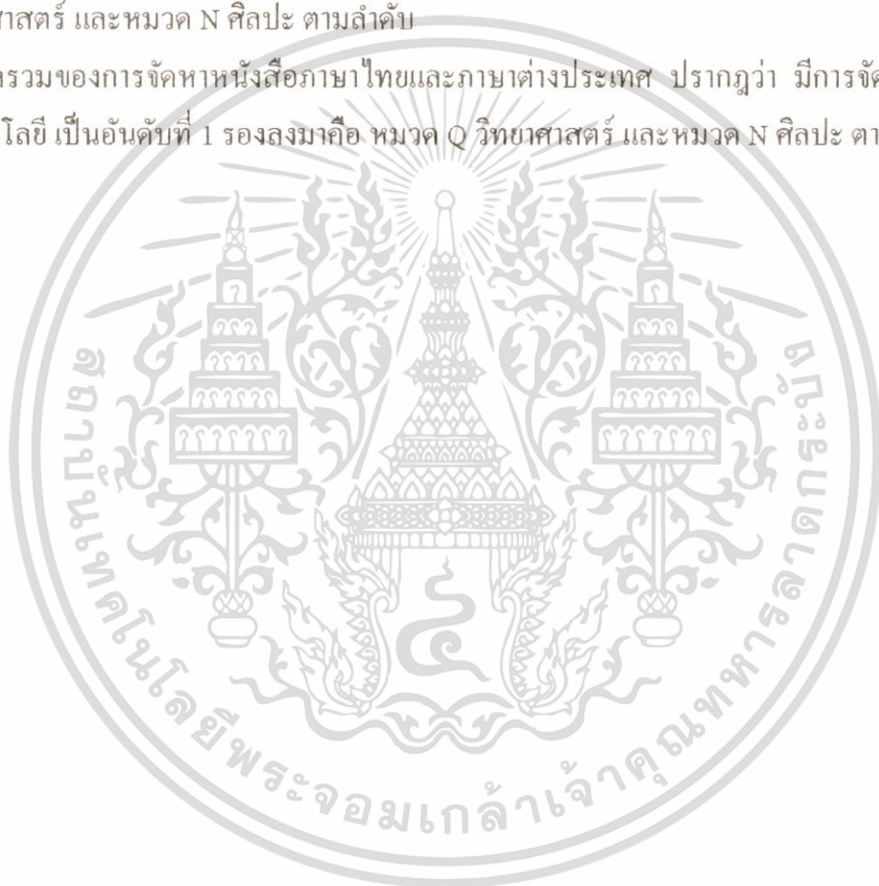 าสตร์ และหมวด N ศิลปะ ตามลำดับ
รวมของการจัดหาหนังสือภาษาไทยและภาษาต่างประเทศ ปรากฏว่า มีการจัด
โลยี เป็นอันดับที่ 1 รองลงมาคือ หมวด Q วิทยาศาสตร์ และหมวด N ศิลปะ ตา
สถาบันเทคโนโลยีพระจอมเกล้าเจ้าคุณทหารลาดกระบัง
๔